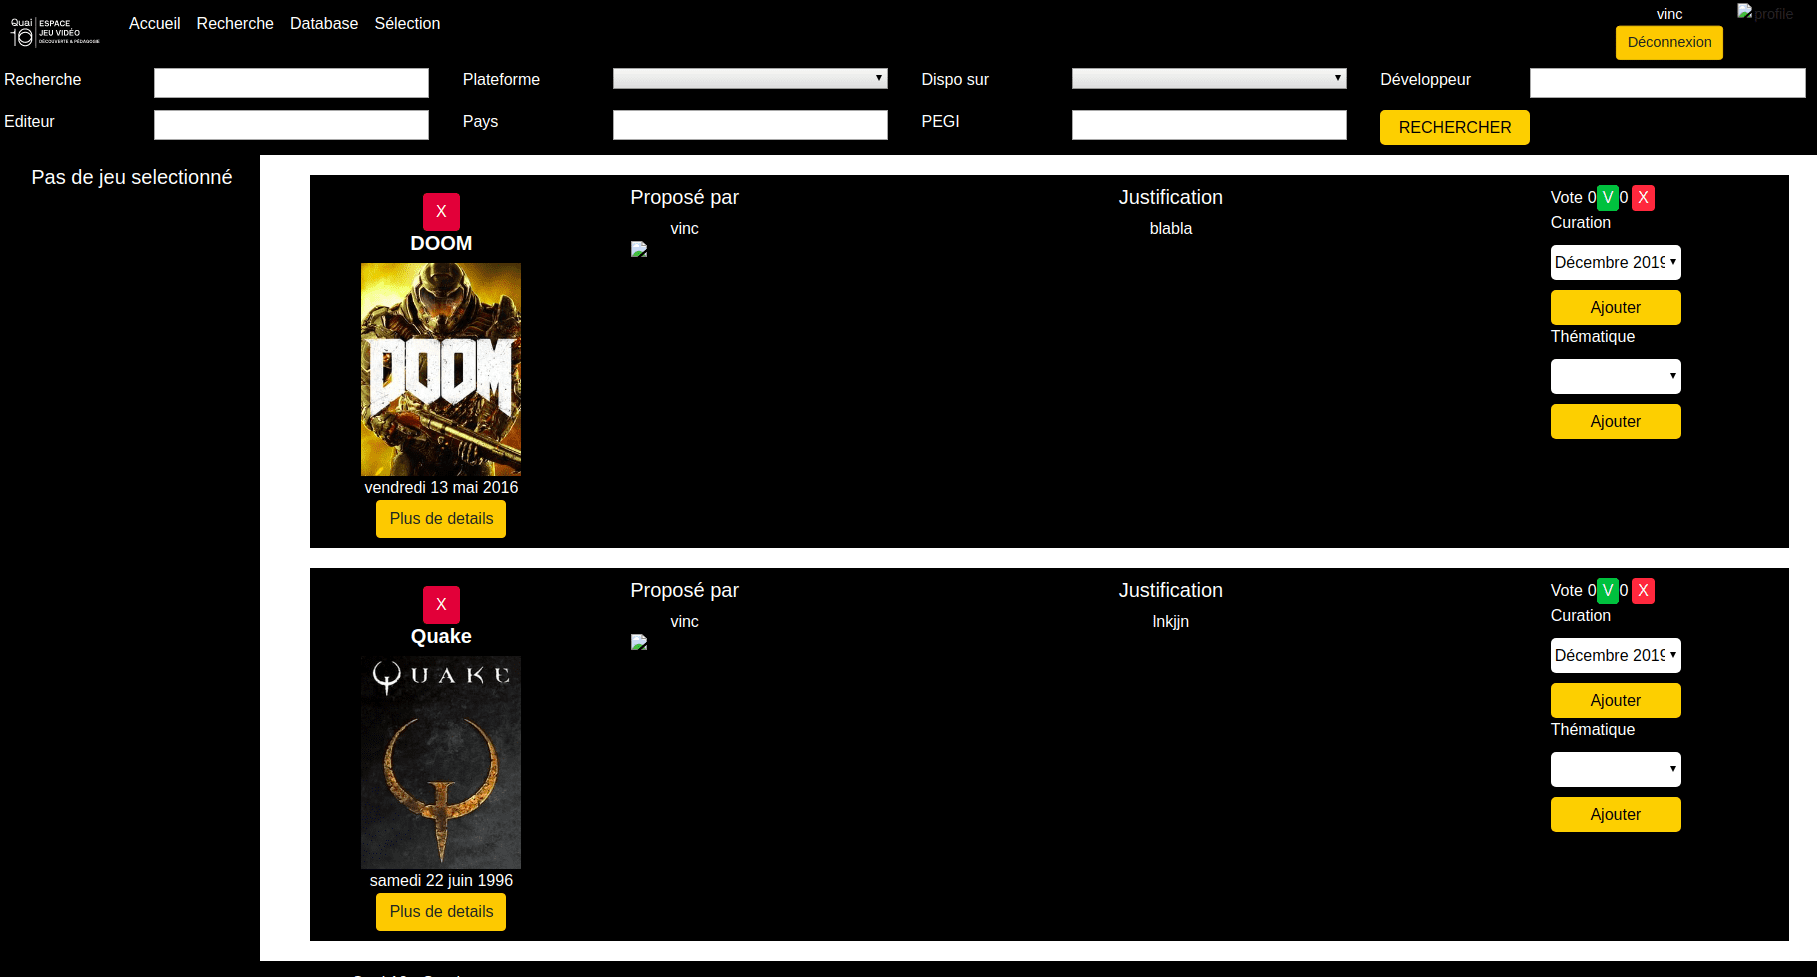 Quai 10 ESPACE JEU VIDÉO DÉCOUVERTE & PÉDAGOGIE
Accueil Recherche Database Sélection
vinc
profile
Déconnexion
Recherche Plateforme Dispo sur Développeur
Editeur Pays PEGI RECHERCHER
Pas de jeu selectionné
X
DOOM
DOOM
vendredi 13 mai 2016
Plus de details
Proposé par
vinc
Justification
blabla
Vote 0 V 0 X
Curation
Décembre 2019
Ajouter
Thématique
Ajouter
X
Quake
QUAKE
samedi 22 juin 1996
Plus de details
Proposé par
vinc
Justification
lnkjjn
Vote 0 V 0 X
Curation
Décembre 2019
Ajouter
Thématique
Ajouter